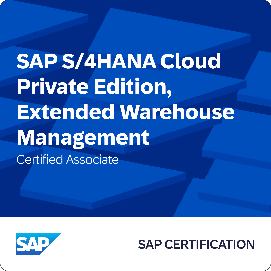 SAP S/4HANA Cloud
Private Edition,
Extended Warehouse
Management
Certified Associate
SAP
SAP CERTIFICATION